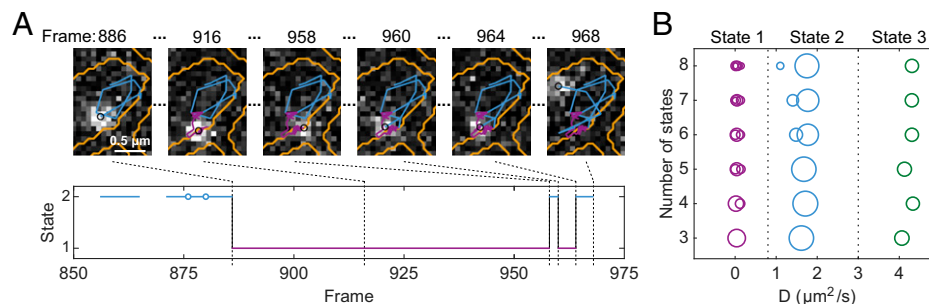 A
Frame: 886 ... 916 ... 958 ... 960 ... 964 ... 968
... ... ... ... ...
0.5 µm
State
2
1
850 875 900 925 950 975
Frame
B
State 1 State 2 State 3
Number of states
8
7
6
5
4
3
0 1 2 3 4
D (µm²/s)